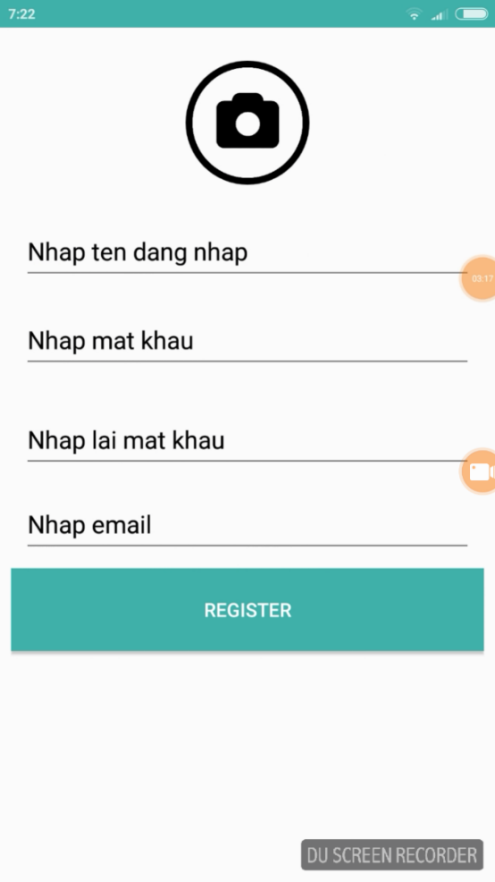 7:22
Nhap ten dang nhap
03:17
Nhap mat khau
Nhap lai mat khau
Nhap email
REGISTER
DU SCREEN RECORDER